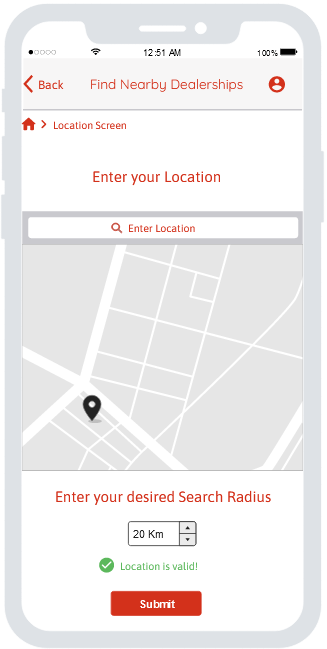 12:51 AM 100%
Back Find Nearby Dealerships
Location Screen
Enter your Location
Enter Location
Enter your desired Search Radius
20 Km
Location is valid!
Submit